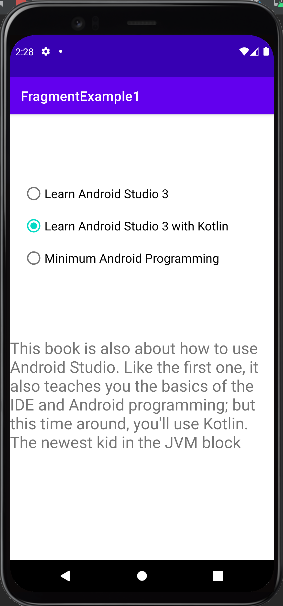 2:28
FragmentExample1
Learn Android Studio 3
Learn Android Studio 3 with Kotlin
Minimum Android Programming
This book is also about how to use
Android Studio. Like the first one, it
also teaches you the basics of the
IDE and Android programming; but
this time around, you'll use Kotlin.
The newest kid in the JVM block